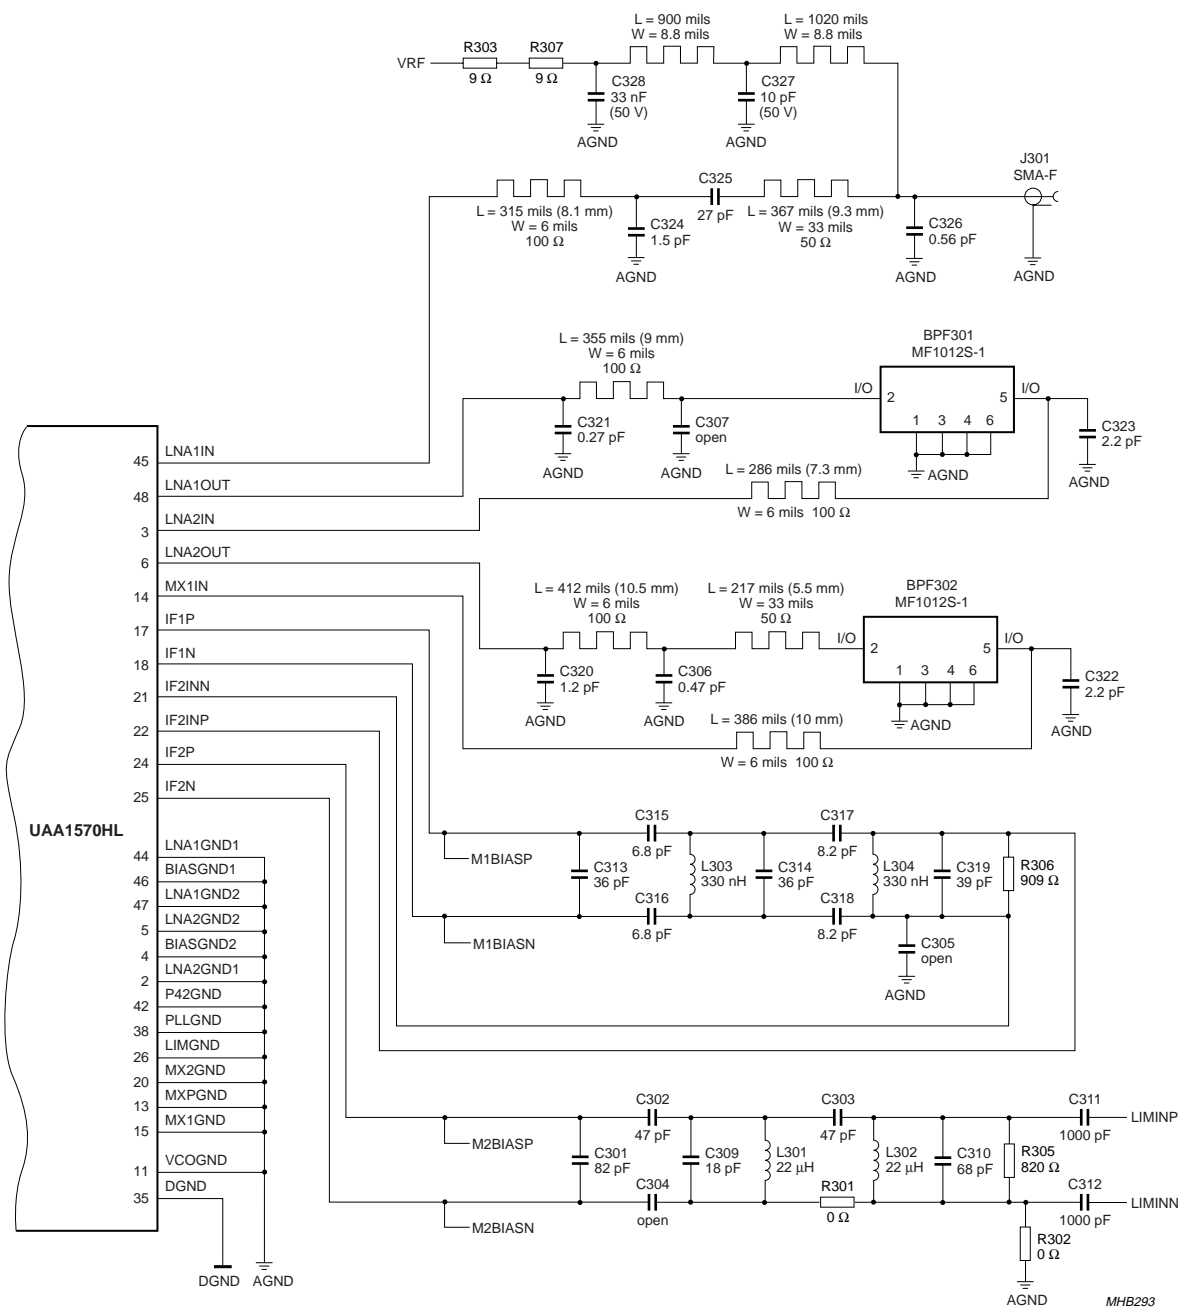 L = 900 mils
W = 8.8 mils
L = 1020 mils
W = 8.8 mils
VRF
R303
9 Ω
R307
9 Ω
C328
33 nF
(50 V)
AGND
C327
10 pF
(50 V)
AGND
J301
SMA-F
C325
27 pF
L = 315 mils (8.1 mm)
W = 6 mils
100 Ω
C324
1.5 pF
AGND
L = 367 mils (9.3 mm)
W = 33 mils
50 Ω
C326
0.56 pF
AGND
AGND
L = 355 mils (9 mm)
W = 6 mils
100 Ω
BPF301
MF1012S-1
I/O
2
5
I/O
1
3
4
6
AGND
C321
0.27 pF
AGND
C307
open
AGND
C323
2.2 pF
AGND
L = 286 mils (7.3 mm)
W = 6 mils 100 Ω
45
LNA1IN
48
LNA1OUT
3
LNA2IN
6
LNA2OUT
14
MX1IN
17
IF1P
18
IF1N
21
IF2INN
22
IF2INP
24
IF2P
25
IF2N
L = 412 mils (10.5 mm)
W = 6 mils
100 Ω
L = 217 mils (5.5 mm)
W = 33 mils
50 Ω
BPF302
MF1012S-1
I/O
2
5
I/O
1
3
4
6
AGND
C320
1.2 pF
AGND
C306
0.47 pF
AGND
C322
2.2 pF
AGND
L = 386 mils (10 mm)
W = 6 mils 100 Ω
UAA1570HL
C315
6.8 pF
C317
8.2 pF
M1BIASP
C313
36 pF
L303
330 nH
C314
36 pF
L304
330 nH
C319
39 pF
R306
909 Ω
C316
6.8 pF
C318
8.2 pF
M1BIASN
C305
open
AGND
44
LNA1GND1
46
BIASGND1
47
LNA1GND2
5
LNA2GND2
4
BIASGND2
2
LNA2GND1
42
P42GND
38
PLLGND
26
LIMGND
20
MX2GND
13
MXPGND
15
MX1GND
11
VCOGND
35
DGND
DGND
AGND
C302
47 pF
C303
47 pF
C311
1000 pF
LIMINP
M2BIASP
C301
82 pF
C309
18 pF
L301
22 µH
L302
22 µH
C310
68 pF
R305
820 Ω
C304
open
R301
0 Ω
C312
1000 pF
LIMINN
M2BIASN
R302
0 Ω
AGND
MHB293